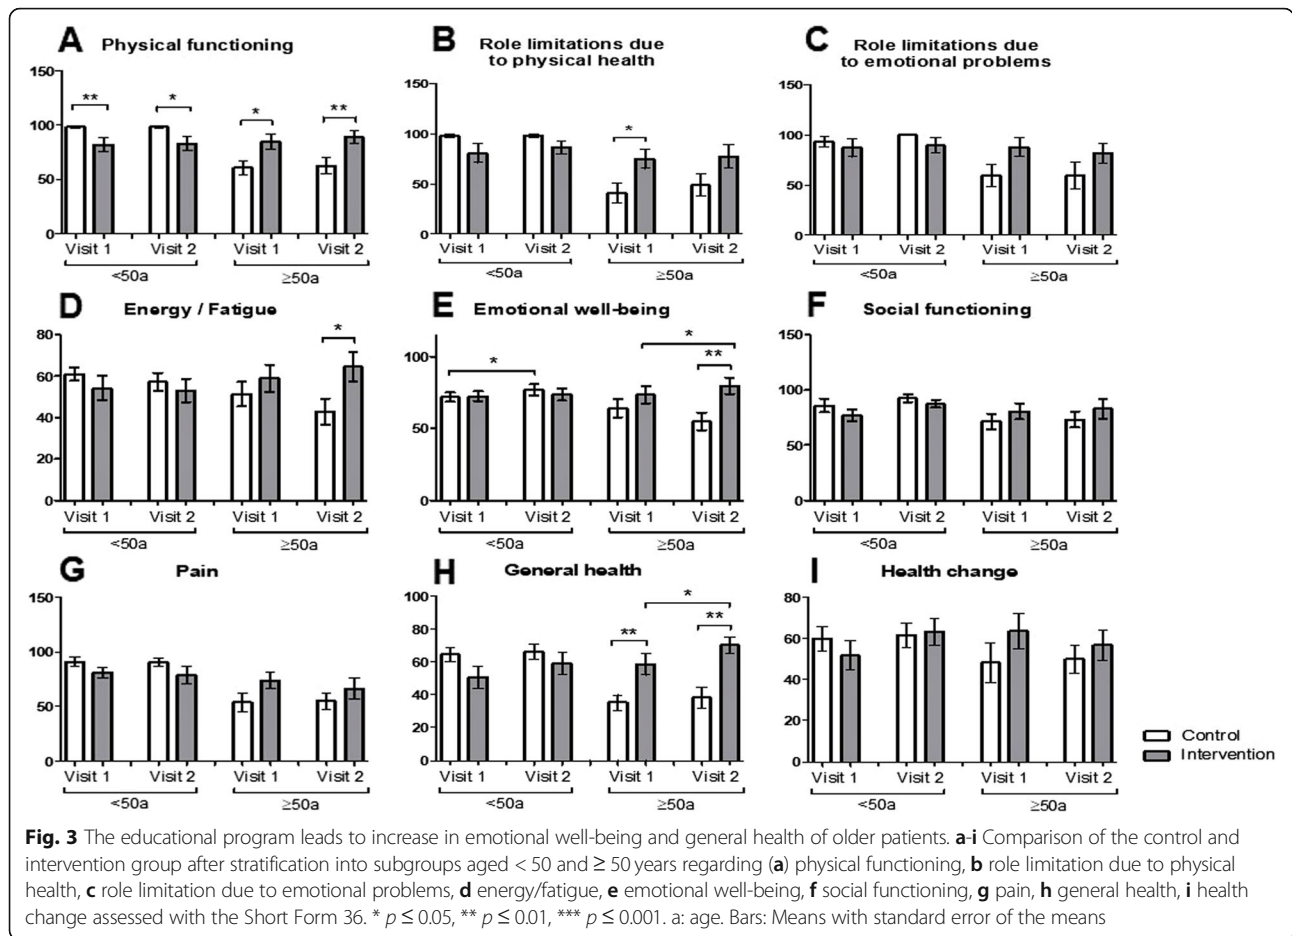 A Physical functioning
150
100
50
0
** * * **
Visit 1 Visit 2 Visit 1 Visit 2
<50a ≥50a
B Role limitations due
to physical health
150
100
50
0
*
Visit 1 Visit 2 Visit 1 Visit 2
<50a ≥50a
C Role limitations due
to emotional problems
150
100
50
0
Visit 1 Visit 2 Visit 1 Visit 2
<50a ≥50a
D Energy / Fatigue
80
60
40
20
0
*
Visit 1 Visit 2 Visit 1 Visit 2
<50a ≥50a
E Emotional well-being
100
50
0
* * **
Visit 1 Visit 2 Visit 1 Visit 2
<50a ≥50a
F Social functioning
150
100
50
0
Visit 1 Visit 2 Visit 1 Visit 2
<50a ≥50a
G Pain
150
100
50
0
Visit 1 Visit 2 Visit 1 Visit 2
<50a ≥50a
H General health
100
80
60
40
20
0
** * **
Visit 1 Visit 2 Visit 1 Visit 2
<50a ≥50a
I Health change
80
60
40
20
0
Visit 1 Visit 2 Visit 1 Visit 2
<50a ≥50a
Control
Intervention
Fig. 3 The educational program leads to increase in emotional well-being and general health of older patients. a-i Comparison of the control and
intervention group after stratification into subgroups aged < 50 and ≥ 50 years regarding (a) physical functioning, b role limitation due to physical
health, c role limitation due to emotional problems, d energy/fatigue, e emotional well-being, f social functioning, g pain, h general health, i health
change assessed with the Short Form 36. * p ≤ 0.05, ** p ≤ 0.01, *** p ≤ 0.001. a: age. Bars: Means with standard error of the means